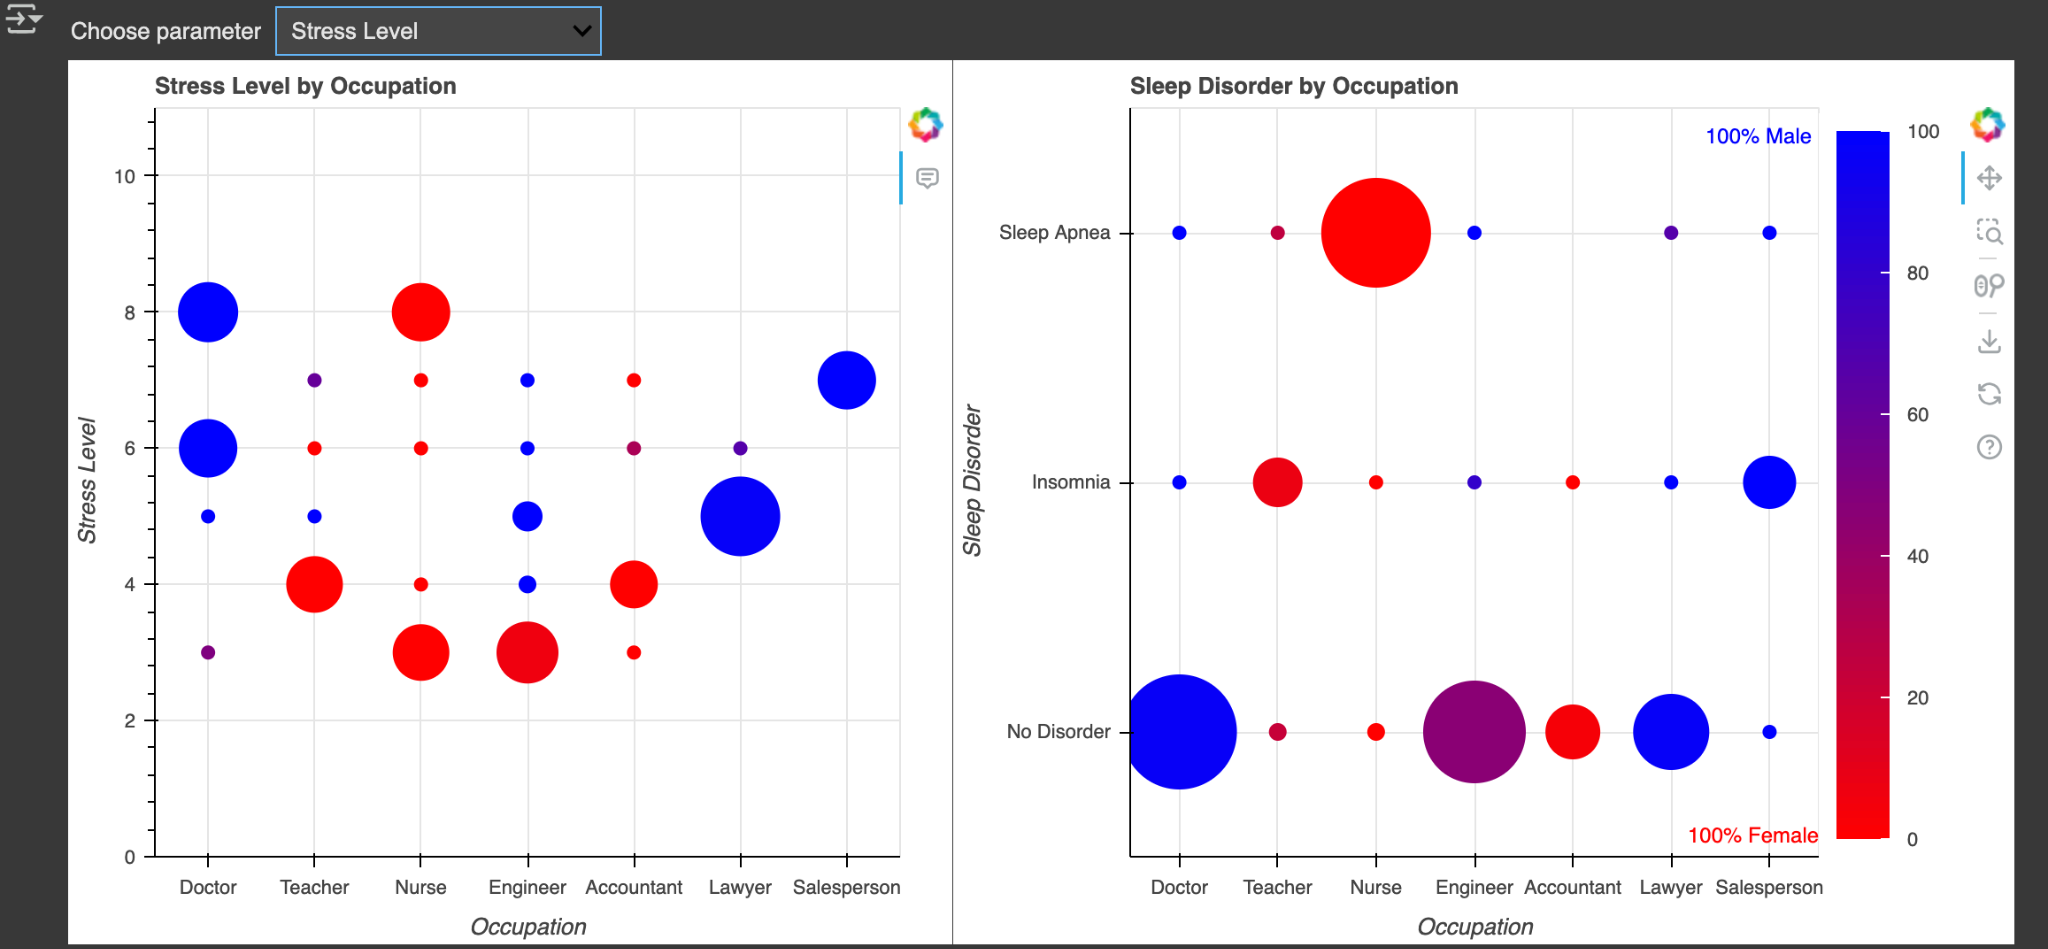 Choose parameter
Stress Level
Stress Level by Occupation
10
8
6
4
2
0
Stress Level
Doctor Teacher Nurse Engineer Accountant Lawyer Salesperson
Occupation
Sleep Disorder by Occupation
Sleep Apnea
Insomnia
No Disorder
Sleep Disorder
Doctor Teacher Nurse Engineer Accountant Lawyer Salesperson
Occupation
100% Male
100% Female
100
80
60
40
20
0